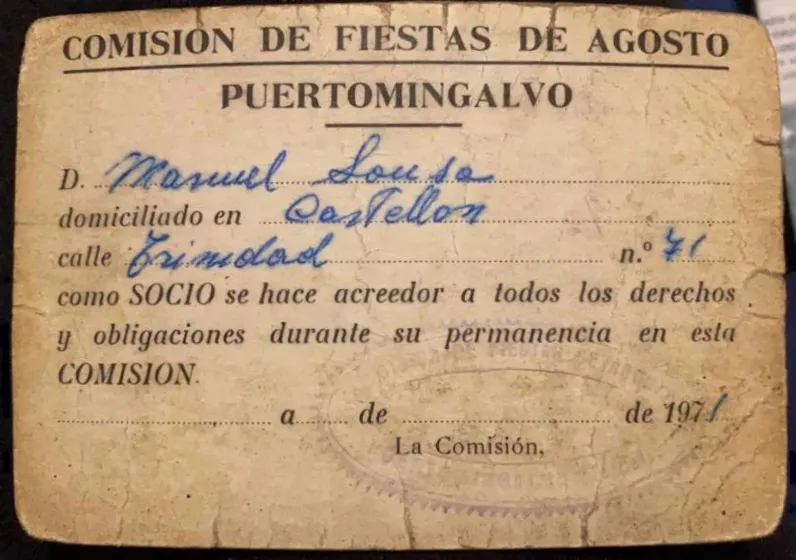 COMISION DE FIESTAS DE AGOSTO
PUERTOMINGALVO
D. Manuel Sousa
domiciliado en Castellon
calle Trinidad n.º 71
como SOCIO se hace acreedor a todos los derechos
y obligaciones durante su permanencia en esta
COMISION.
a de de 1971
La Comisión,